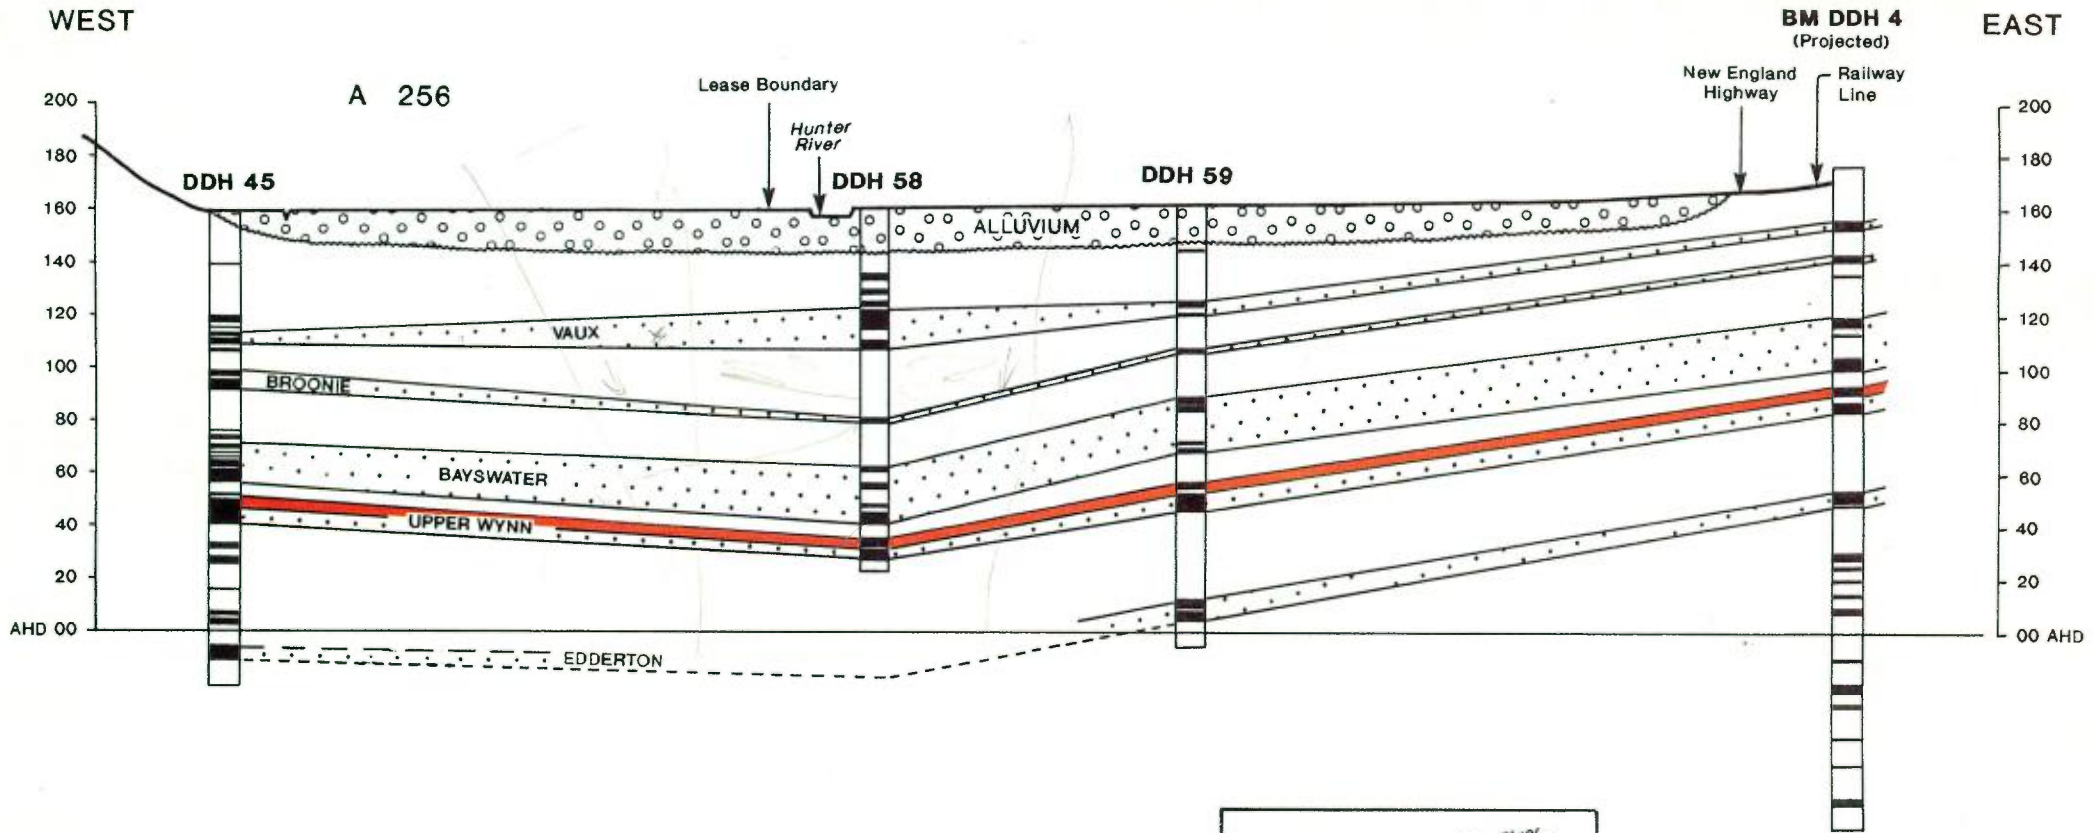 WEST
BM DDH 4
(Projected)
EAST
A 256
Lease Boundary
Hunter
River
New England
Highway
Railway
Line
200
180
160
140
120
100
80
60
40
20
AHD 00
DDH 45
DDH 58
DDH 59
ALLUVIUM
VAUX
BROONIE
BAYSWATER
UPPER WYNN
EDDERTON
200
180
160
140
120
100
80
60
40
20
00 AHD